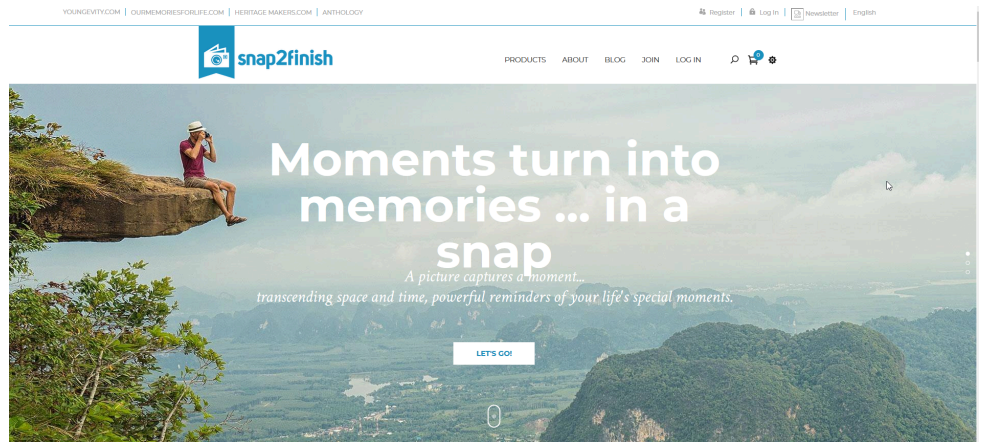 YOUNGEVITY.COM | OURMEMORIESFORLIFE.COM | HERITAGE MAKERS.COM | ANTHOLOGY
Register | Log In | Newsletter | English
snap2finish
PRODUCTS ABOUT BLOG JOIN LOG IN
0
Moments turn into
memories ... in a
snap
A picture captures a moment...
transcending space and time, powerful reminders of your life's special moments.
LET'S GO!